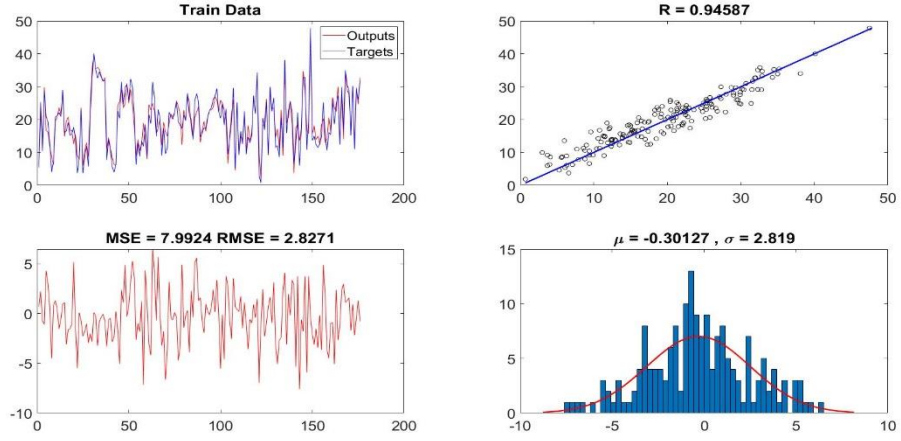 Train Data
50
40
30
20
10
0
0 50 100 150 200
Outputs
Targets
R = 0.94587
50
40
30
20
10
0
0 10 20 30 40 50
MSE = 7.9924 RMSE = 2.8271
5
0
-5
-10
0 50 100 150 200
μ = -0.30127 , σ = 2.819
15
10
5
0
-10 -5 0 5 10